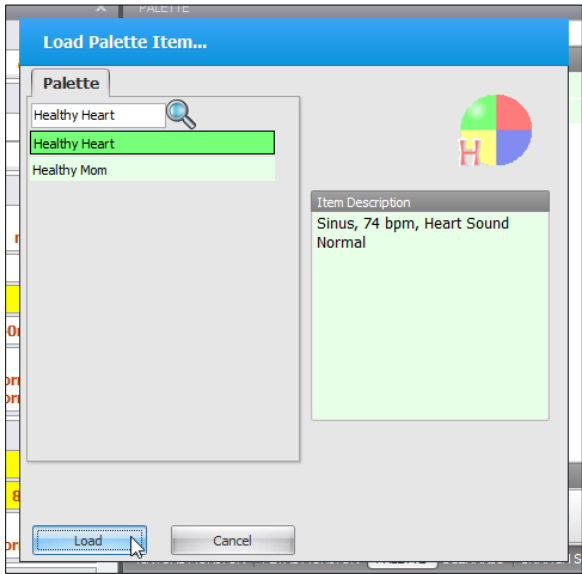 PALETTE
Load Palette Item...
Palette
Healthy Heart
Healthy Heart
Healthy Mom
H
Item Description
Sinus, 74 bpm, Heart Sound
Normal
Load
Cancel